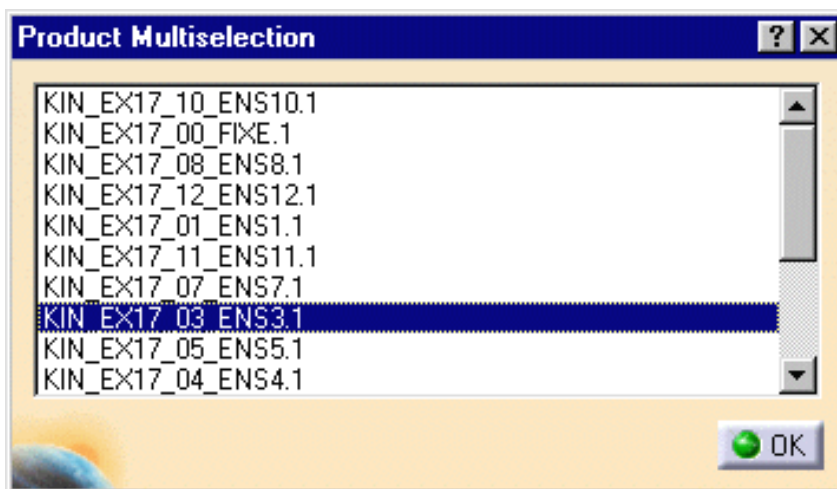 Product Multiselection
KIN_EX17_10_ENS10.1
KIN_EX17_00_FIXE.1
KIN_EX17_08_ENS8.1
KIN_EX17_12_ENS12.1
KIN_EX17_01_ENS1.1
KIN_EX17_11_ENS11.1
KIN_EX17_07_ENS7.1
KIN_EX17_03_ENS3.1
KIN_EX17_05_ENS5.1
KIN_EX17_04_ENS4.1
OK